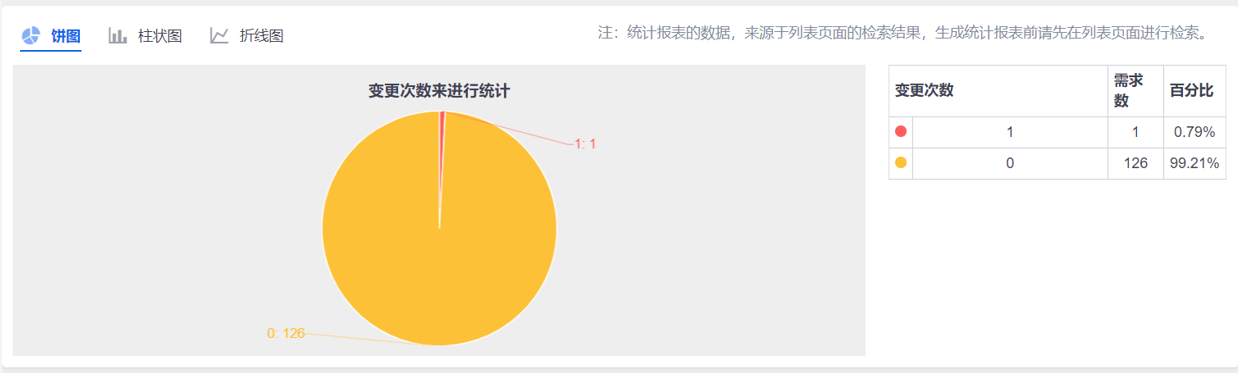 饼图 柱状图 折线图 注：统计报表的数据，来源于列表页面的检索结果，生成统计报表前请先在列表页面进行检索。
变更次数来进行统计
1: 1
0: 126
变更次数 需求数 百分比
1 1 0.79%
0 126 99.21%